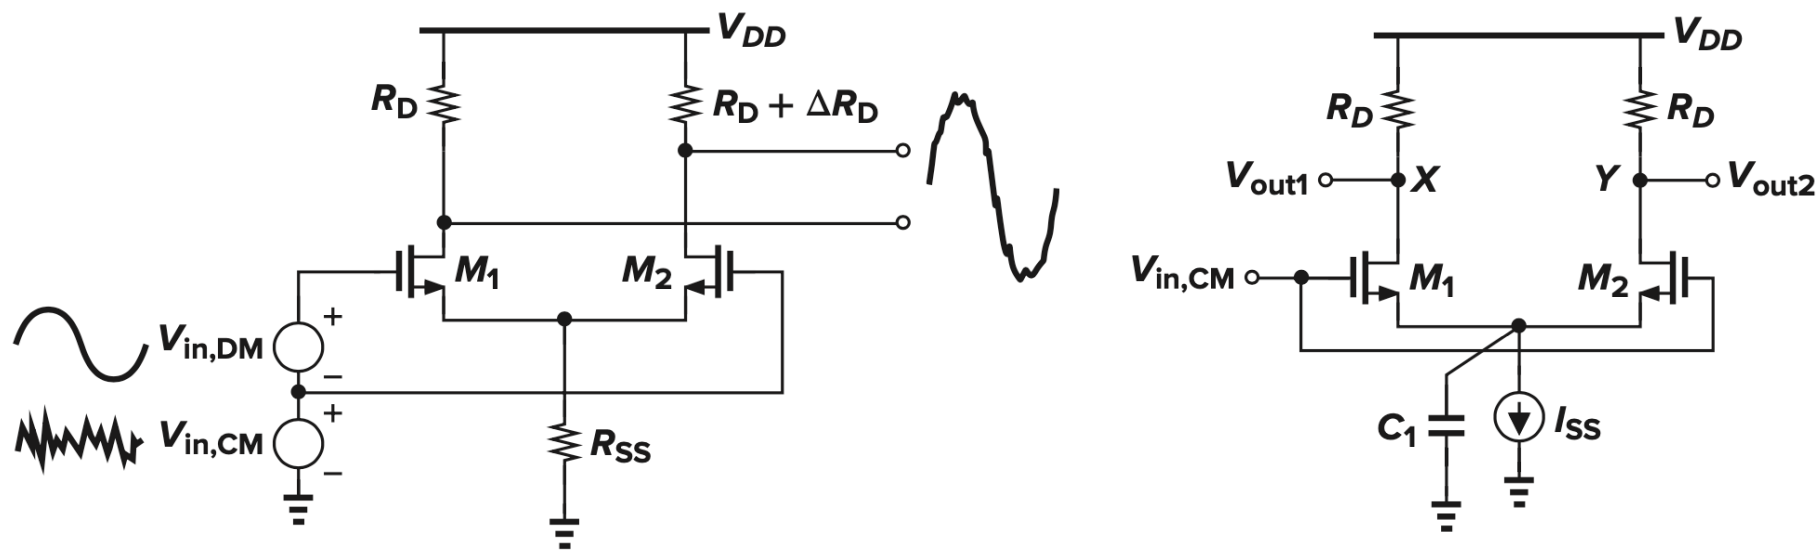 V_DD
R_D
R_D + ΔR_D
M_1
M_2
V_in,DM
+
−
V_in,CM
+
−
R_SS
V_DD
R_D
R_D
V_out1
X
Y
V_out2
V_in,CM
M_1
M_2
C_1
I_SS